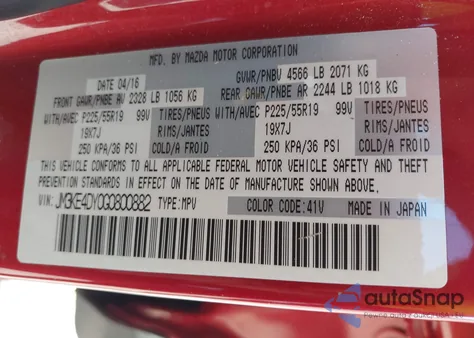 MFD. BY MAZDA MOTOR CORPORATION
DATE 04/16
GVWR/PNBV 4566 LB 2071 KG
FRONT GAWR/PNBE AV 2328 LB 1056 KG
REAR GAWR/PNBE AR 2244 LB 1018 KG
WITH/AVEC P225/55R19 99V TIRES/PNEUS
19X7J RIMS/JANTES
250 KPA/36 PSI COLD/A FROID
WITH/AVEC P225/55R19 99V TIRES/PNEUS
19X7J RIMS/JANTES
250 KPA/36 PSI COLD/A FROID
THIS VEHICLE CONFORMS TO ALL APPLICABLE FEDERAL MOTOR VEHICLE SAFETY AND THEFT
PREVENTION STANDARDS IN EFFECT ON THE DATE OF MANUFACTURE SHOWN ABOVE.
VIN: JM3KE4DY0G0800882 TYPE:MPV COLOR CODE:41V MADE IN JAPAN
autaSnap